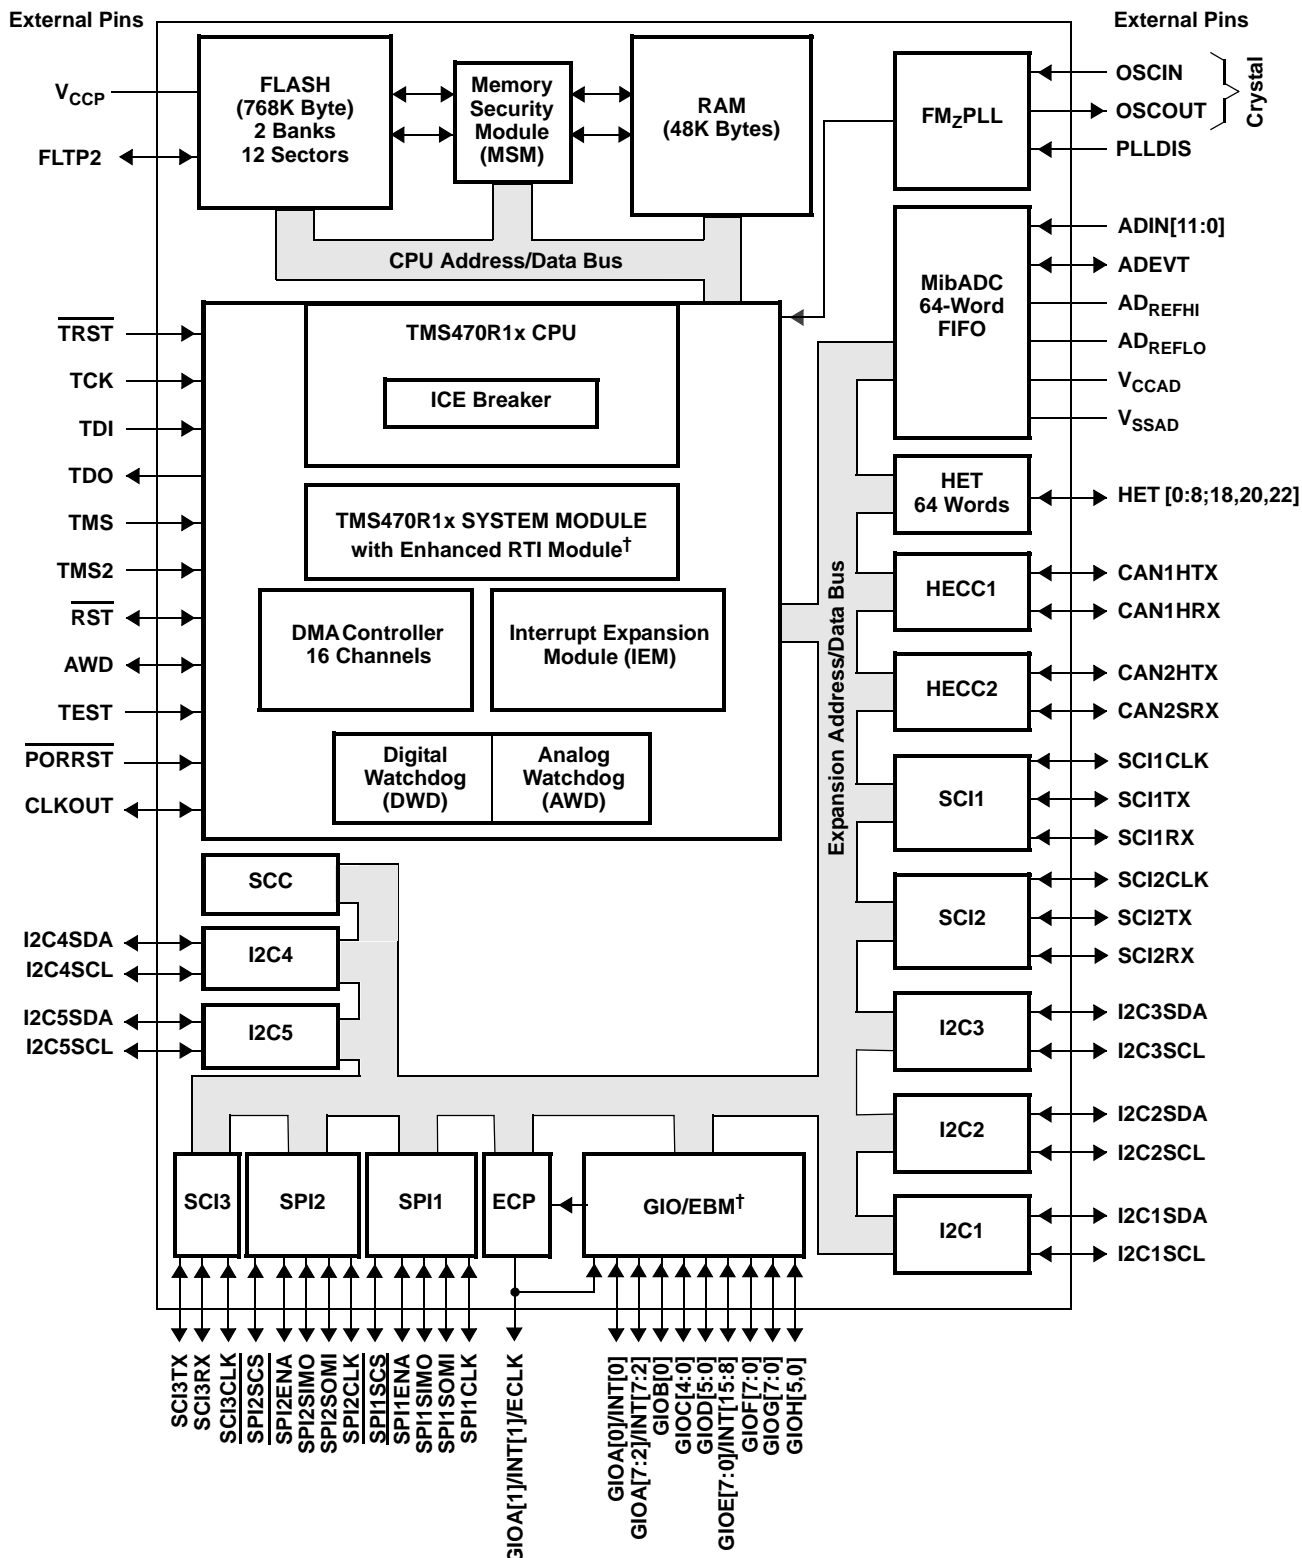 External Pins
External Pins
VCCP
FLTP2
FLASH
(768K Byte)
2 Banks
12 Sectors
Memory
Security
Module
(MSM)
RAM
(48K Bytes)
FMZPLL
OSCIN
OSCOUT
PLLDIS
Crystal
CPU Address/Data Bus
MibADC
64-Word
FIFO
ADIN[11:0]
ADEVT
ADREFHI
ADREFLO
VCCAD
VSSAD
TRST
TCK
TDI
TDO
TMS
TMS2
RST
AWD
TEST
PORRST
CLKOUT
TMS470R1x CPU
ICE Breaker
TMS470R1x SYSTEM MODULE
with Enhanced RTI Module†
DMA Controller
16 Channels
Interrupt Expansion
Module (IEM)
Digital
Watchdog
(DWD)
Analog
Watchdog
(AWD)
Expansion Address/Data Bus
HET
64 Words
HET [0:8;18,20,22]
HECC1
CAN1HTX
CAN1HRX
HECC2
CAN2HTX
CAN2SRX
SCI1
SCI1CLK
SCI1TX
SCI1RX
SCI2
SCI2CLK
SCI2TX
SCI2RX
I2C3
I2C3SDA
I2C3SCL
I2C2
I2C2SDA
I2C2SCL
I2C1
I2C1SDA
I2C1SCL
SCC
I2C4SDA
I2C4SCL
I2C4
I2C5SDA
I2C5SCL
I2C5
SCI3
SPI2
SPI1
ECP
GIO/EBM†
SCI3TX
SCI3RX
SCI3CLK
SPI2SCS
SPI2ENA
SPI2SIMO
SPI2SOMI
SPI2CLK
SPI1SCS
SPI1ENA
SPI1SIMO
SPI1SOMI
SPI1CLK
GIOA[1]/INT[1]/ECLK
GIOA[0]/INT[0]
GIOA[7:2]/INT[7:2]
GIOB[0]
GIOC[4:0]
GIOD[5:0]
GIOE[7:0]/INT[15:8]
GIOF[7:0]
GIOG[7:0]
GIOH[5,0]